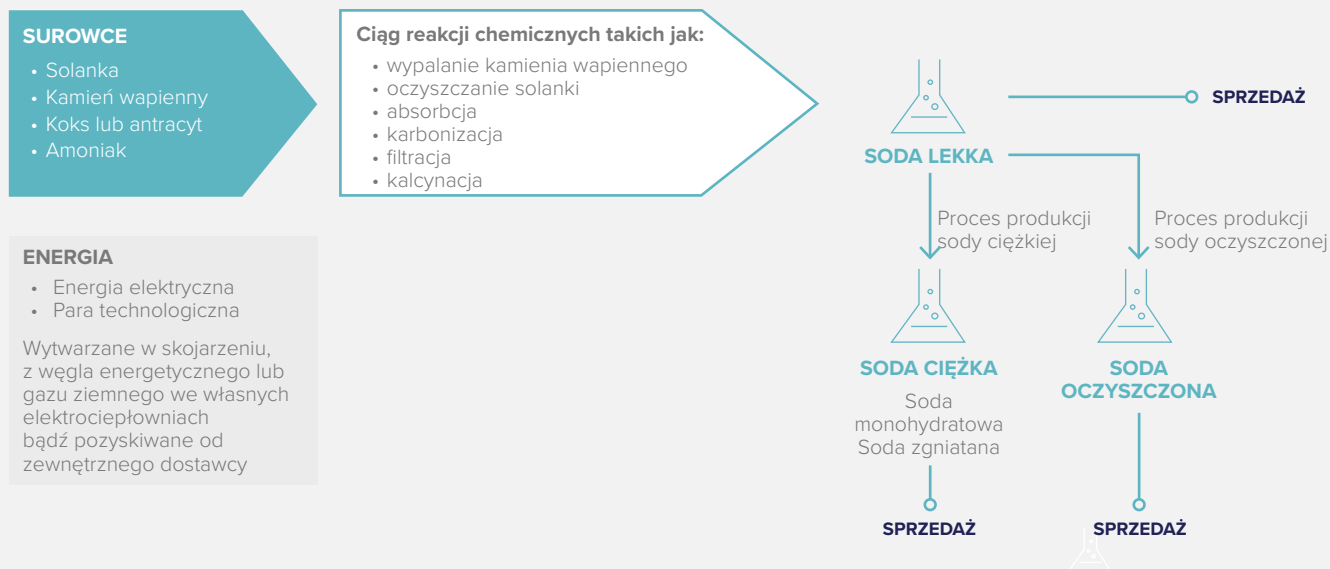 SUROWCE
• Solanka
• Kamień wapienny
• Koks lub antracyt
• Amoniak
Ciąg reakcji chemicznych takich jak:
• wypalanie kamienia wapiennego
• oczyszczanie solanki
• absorbcja
• karbonizacja
• filtracja
• kalcynacja
SPRZEDAŻ
SODA LEKKA
Proces produkcji
sody ciężkiej
Proces produkcji
sody oczyszczonej
ENERGIA
• Energia elektryczna
• Para technologiczna
Wytwarzane w skojarzeniu,
z węgla energetycznego lub
gazu ziemnego we własnych
elektrociepłowniach
bądź pozyskiwane od
zewnętrznego dostawcy
SODA CIĘŻKA
Soda
monohydratowa
Soda zgniatana
SPRZEDAŻ
SODA
OCZYSZCZONA
SPRZEDAŻ